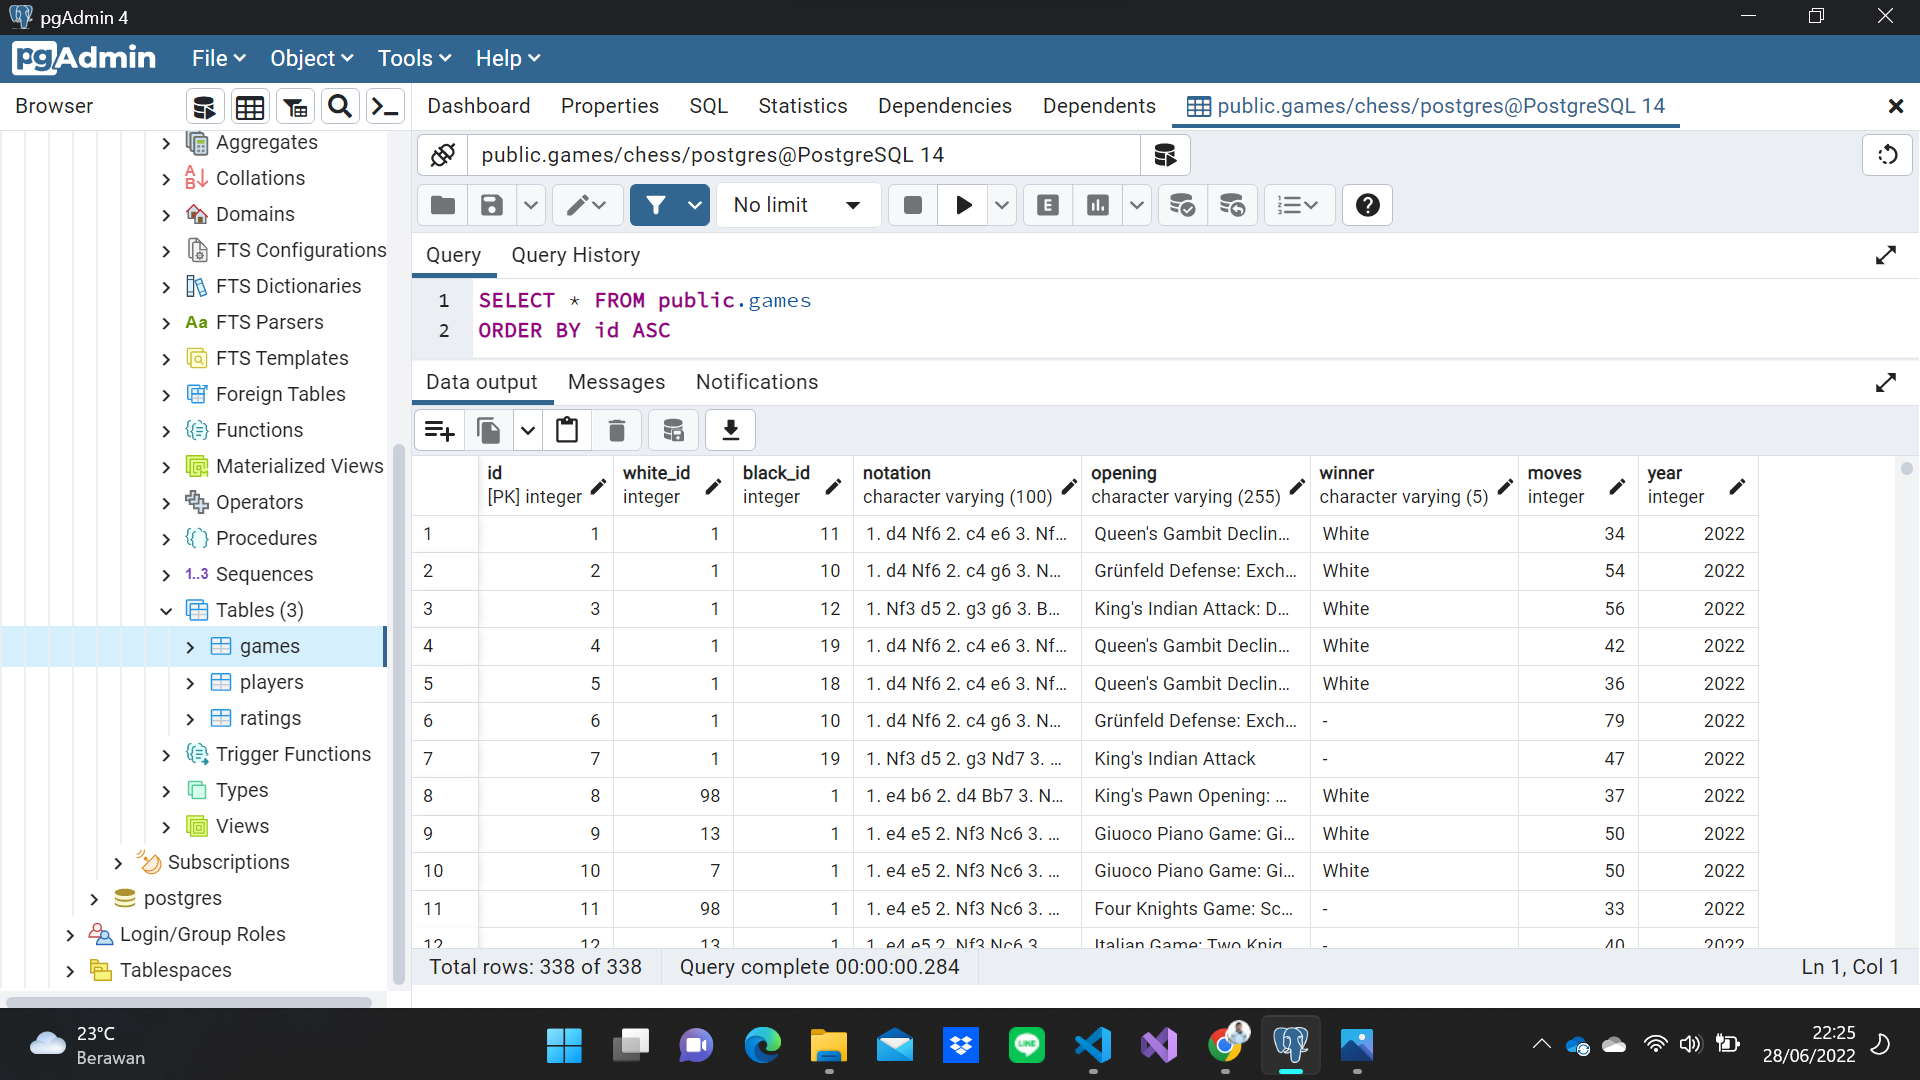 pgAdmin 4
pgAdmin File Object Tools Help
Browser
Dashboard Properties SQL Statistics Dependencies Dependents public.games/chess/postgres@PostgreSQL 14
Aggregates
Collations
Domains
FTS Configurations
FTS Dictionaries
Aa FTS Parsers
FTS Templates
Foreign Tables
Functions
Materialized Views
Operators
Procedures
1..3 Sequences
Tables (3)
games
players
ratings
Trigger Functions
Types
Views
Subscriptions
postgres
Login/Group Roles
Tablespaces
public.games/chess/postgres@PostgreSQL 14
No limit
E
Query Query History
1 SELECT * FROM public.games
2 ORDER BY id ASC
Data output Messages Notifications
id white_id black_id notation opening winner moves year
[PK] integer integer integer character varying (100) character varying (255) character varying (5) integer integer
1 1 1 11 1. d4 Nf6 2. c4 e6 3. Nf... Queen's Gambit Declin... White 34 2022
2 2 1 10 1. d4 Nf6 2. c4 g6 3. N... Grünfeld Defense: Exch... White 54 2022
3 3 1 12 1. Nf3 d5 2. g3 g6 3. B... King's Indian Attack: D... White 56 2022
4 4 1 19 1. d4 Nf6 2. c4 e6 3. Nf... Queen's Gambit Declin... White 42 2022
5 5 1 18 1. d4 Nf6 2. c4 e6 3. Nf... Queen's Gambit Declin... White 36 2022
6 6 1 10 1. d4 Nf6 2. c4 g6 3. N... Grünfeld Defense: Exch... - 79 2022
7 7 1 19 1. Nf3 d5 2. g3 Nd7 3. ... King's Indian Attack - 47 2022
8 8 98 1 1. e4 b6 2. d4 Bb7 3. N... King's Pawn Opening: ... White 37 2022
9 9 13 1 1. e4 e5 2. Nf3 Nc6 3. ... Giuoco Piano Game: Gi... White 50 2022
10 10 7 1 1. e4 e5 2. Nf3 Nc6 3. ... Giuoco Piano Game: Gi... White 50 2022
11 11 98 1 1. e4 e5 2. Nf3 Nc6 3. ... Four Knights Game: Sc... - 33 2022
12 12 13 1 1. e4 e5 2. Nf3 Nc6 3. Italian Game: Two Knig - 40 2022
Total rows: 338 of 338 Query complete 00:00:00.284 Ln 1, Col 1
23°C
Berawan
LINE
22:25
28/06/2022